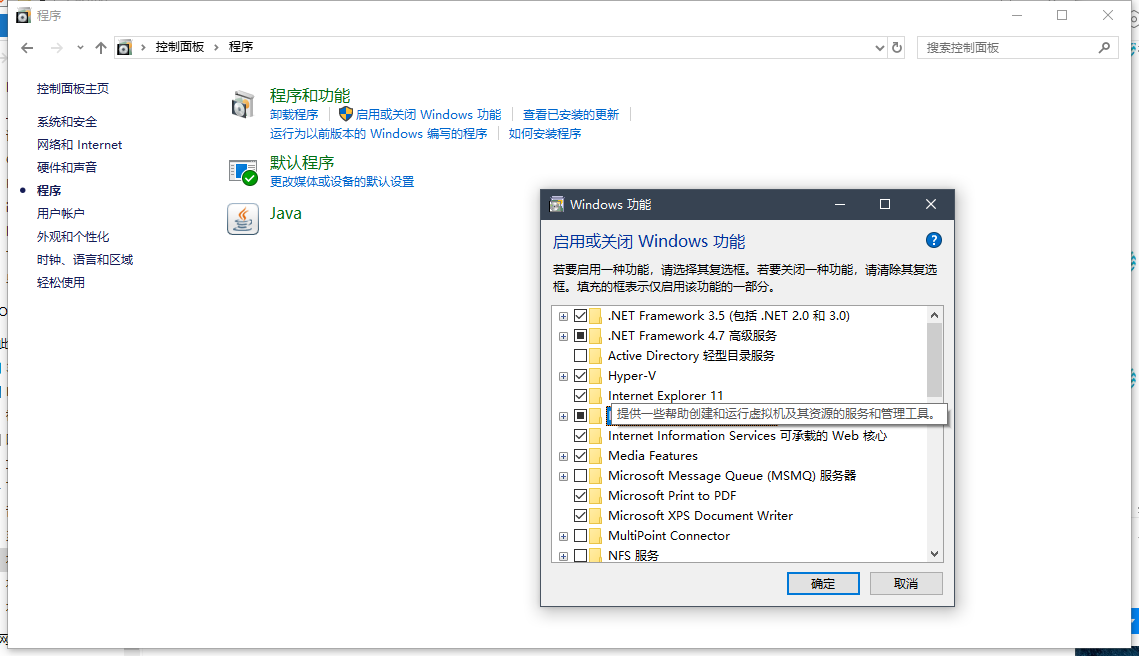 程序
控制面板 程序
搜索控制面板
控制面板主页
系统和安全
网络和 Internet
硬件和声音
程序
用户帐户
外观和个性化
时钟、语言和区域
轻松使用
程序和功能
卸载程序 启用或关闭 Windows 功能 查看已安装的更新
运行为以前版本的 Windows 编写的程序 如何安装程序
默认程序
更改媒体或设备的默认设置
Java
Windows 功能
启用或关闭 Windows 功能
若要启用一种功能，请选择其复选框。若要关闭一种功能，请清除其复选
框。填充的框表示仅启用该功能的一部分。
.NET Framework 3.5 (包括 .NET 2.0 和 3.0)
.NET Framework 4.7 高级服务
Active Directory 轻型目录服务
Hyper-V
Internet Explorer 11
提供一些帮助创建和运行虚拟机及其资源的服务和管理工具。
Internet Information Services 可承载的 Web 核心
Media Features
Microsoft Message Queue (MSMQ) 服务器
Microsoft Print to PDF
Microsoft XPS Document Writer
MultiPoint Connector
NFS 服务
确定 取消